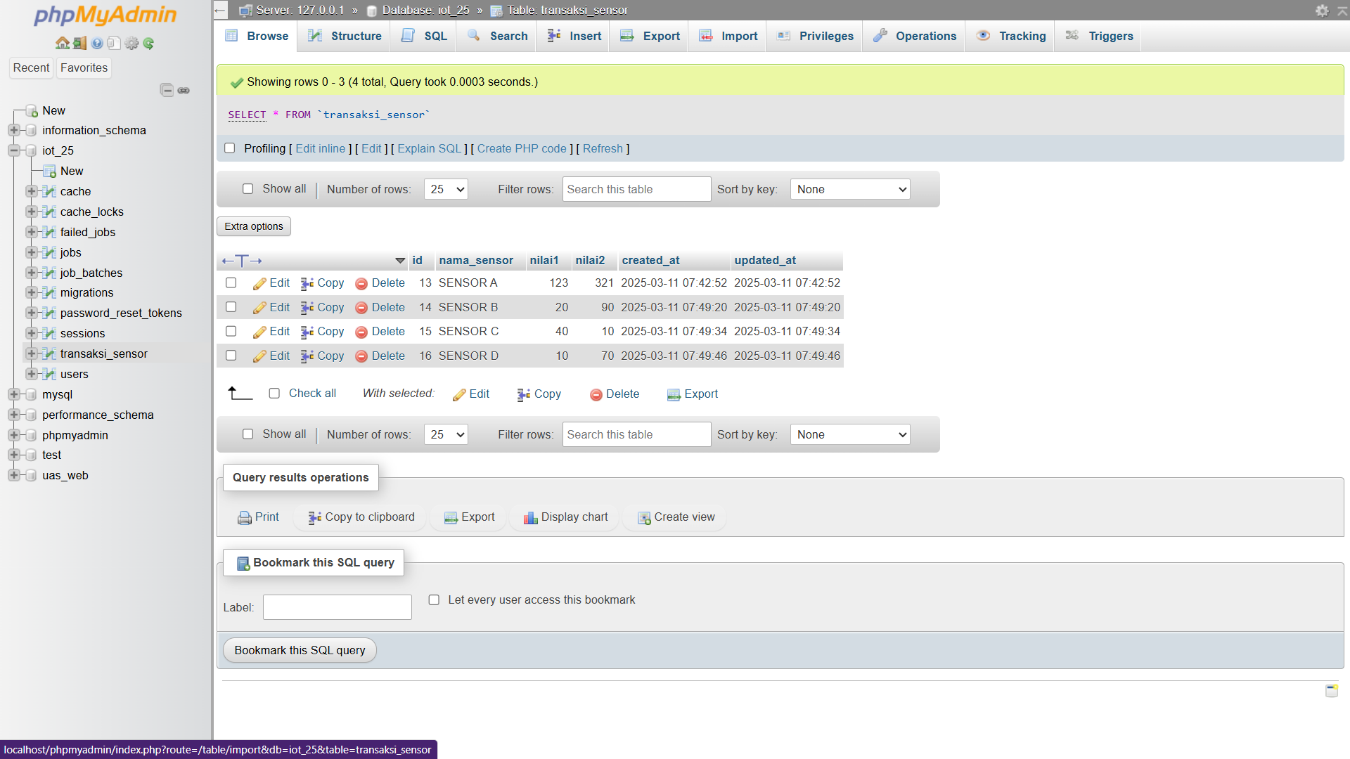 phpMyAdmin
Recent Favorites
New
information_schema
iot_25
New
cache
cache_locks
failed_jobs
jobs
job_batches
migrations
password_reset_tokens
sessions
transaksi_sensor
users
mysql
performance_schema
phpmyadmin
test
uas_web
Server: 127.0.0.1 » Database: iot_25 » Table: transaksi_sensor
Browse Structure SQL Search Insert Export Import Privileges Operations Tracking Triggers
Showing rows 0 - 3 (4 total, Query took 0.0003 seconds.)
SELECT * FROM `transaksi_sensor`
Profiling [ Edit inline ] [ Edit ] [ Explain SQL ] [ Create PHP code ] [ Refresh ]
Show all Number of rows: 25 Filter rows: Search this table Sort by key: None
Extra options
←T→ id nama_sensor nilai1 nilai2 created_at updated_at
Edit Copy Delete 13 SENSOR A 123 321 2025-03-11 07:42:52 2025-03-11 07:42:52
Edit Copy Delete 14 SENSOR B 20 90 2025-03-11 07:49:20 2025-03-11 07:49:20
Edit Copy Delete 15 SENSOR C 40 10 2025-03-11 07:49:34 2025-03-11 07:49:34
Edit Copy Delete 16 SENSOR D 10 70 2025-03-11 07:49:46 2025-03-11 07:49:46
Check all With selected: Edit Copy Delete Export
Show all Number of rows: 25 Filter rows: Search this table Sort by key: None
Query results operations
Print Copy to clipboard Export Display chart Create view
Bookmark this SQL query
Label: Let every user access this bookmark
Bookmark this SQL query
localhost/phpmyadmin/index.php?route=/table/import&db=iot_25&table=transaksi_sensor